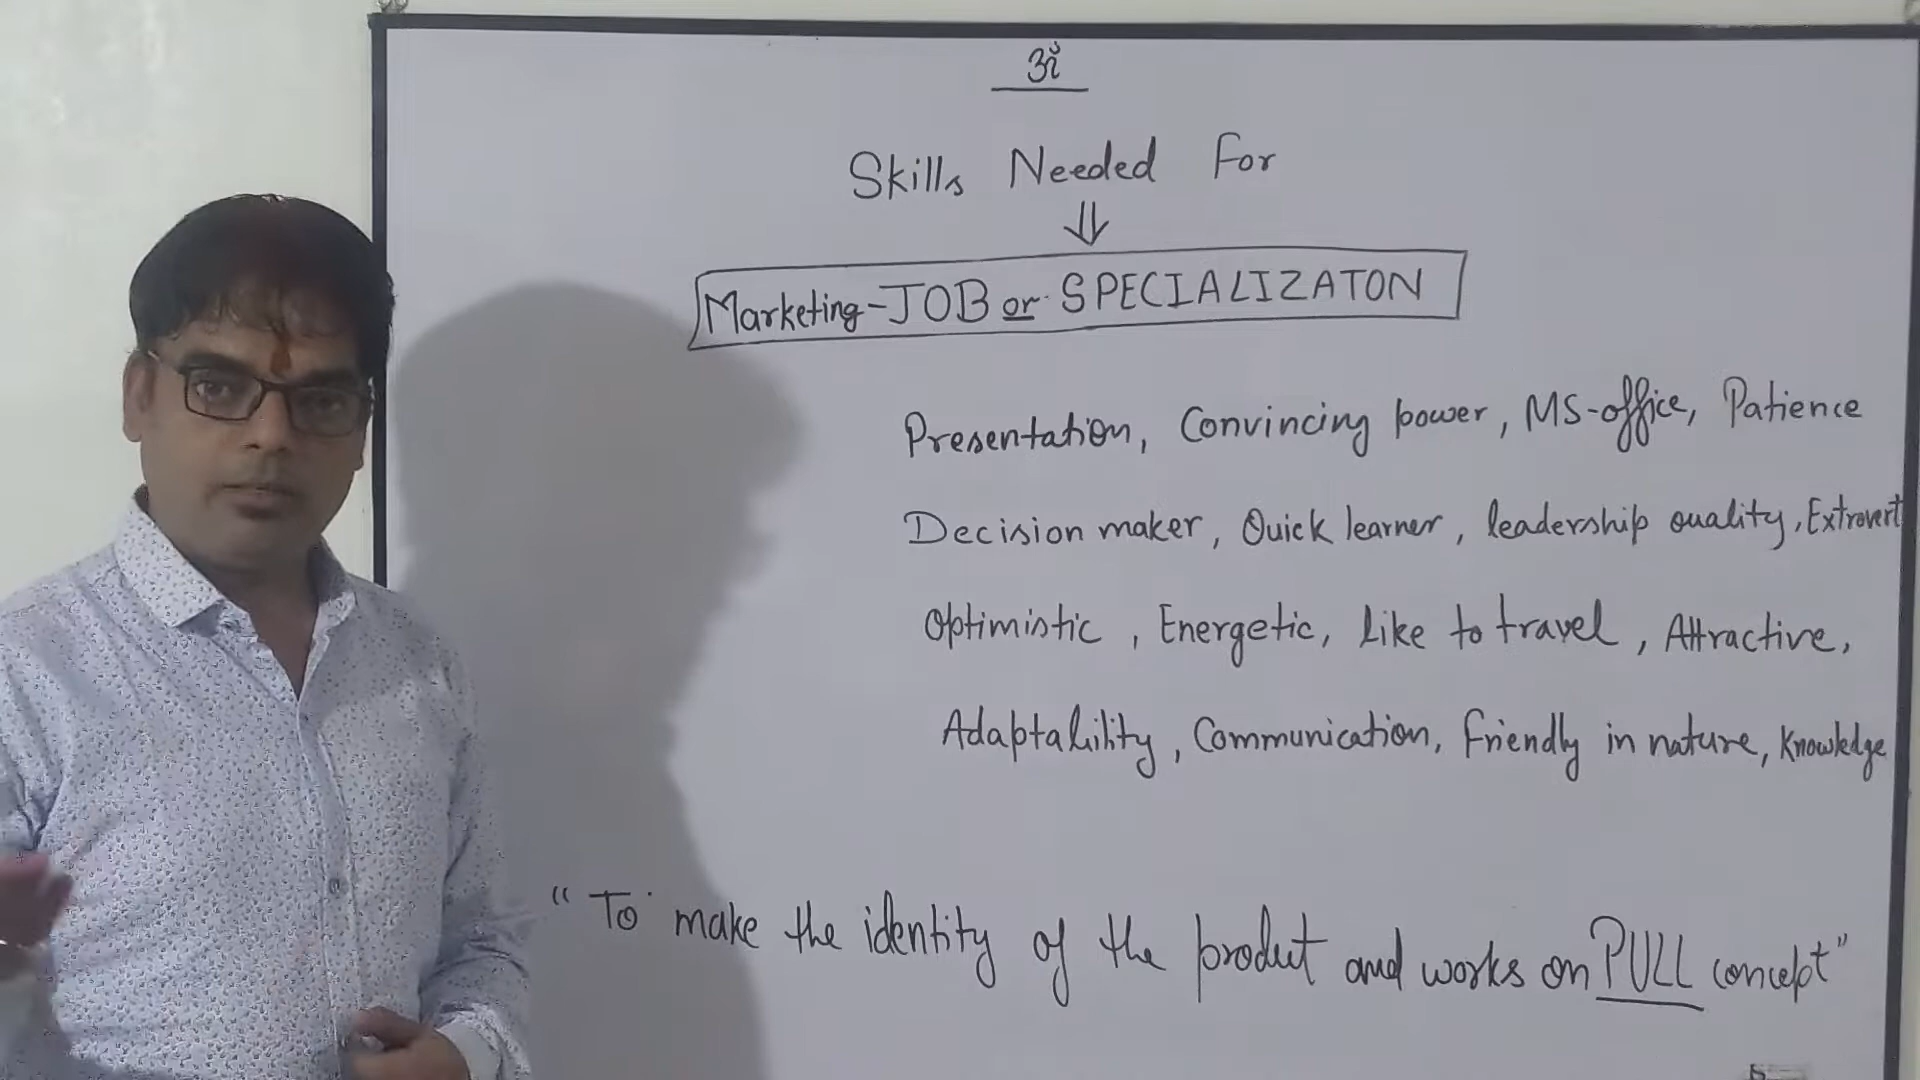 ॐ
Skills Needed For
⇓
Marketing-JOB or SPECIALIZATON
Presentation, Convincing power, MS-office, Patience
Decision maker, Quick learner, leadership quality, Extrovert
Optimistic, Energetic, like to travel, Attractive,
Adaptability, Communication, friendly in nature, Knowledge
"To make the identity of the product and works on PULL concept"